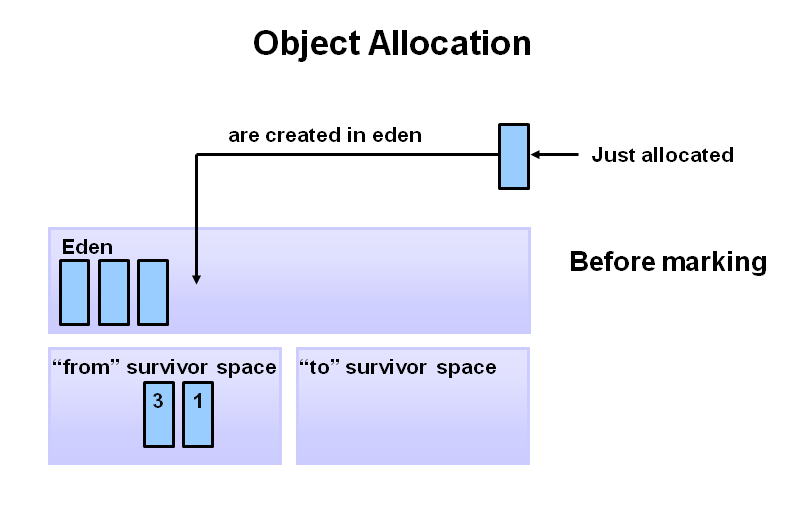 Object Allocation
are created in eden
Just allocated
Eden
Before marking
“from” survivor space
“to” survivor space
3
1